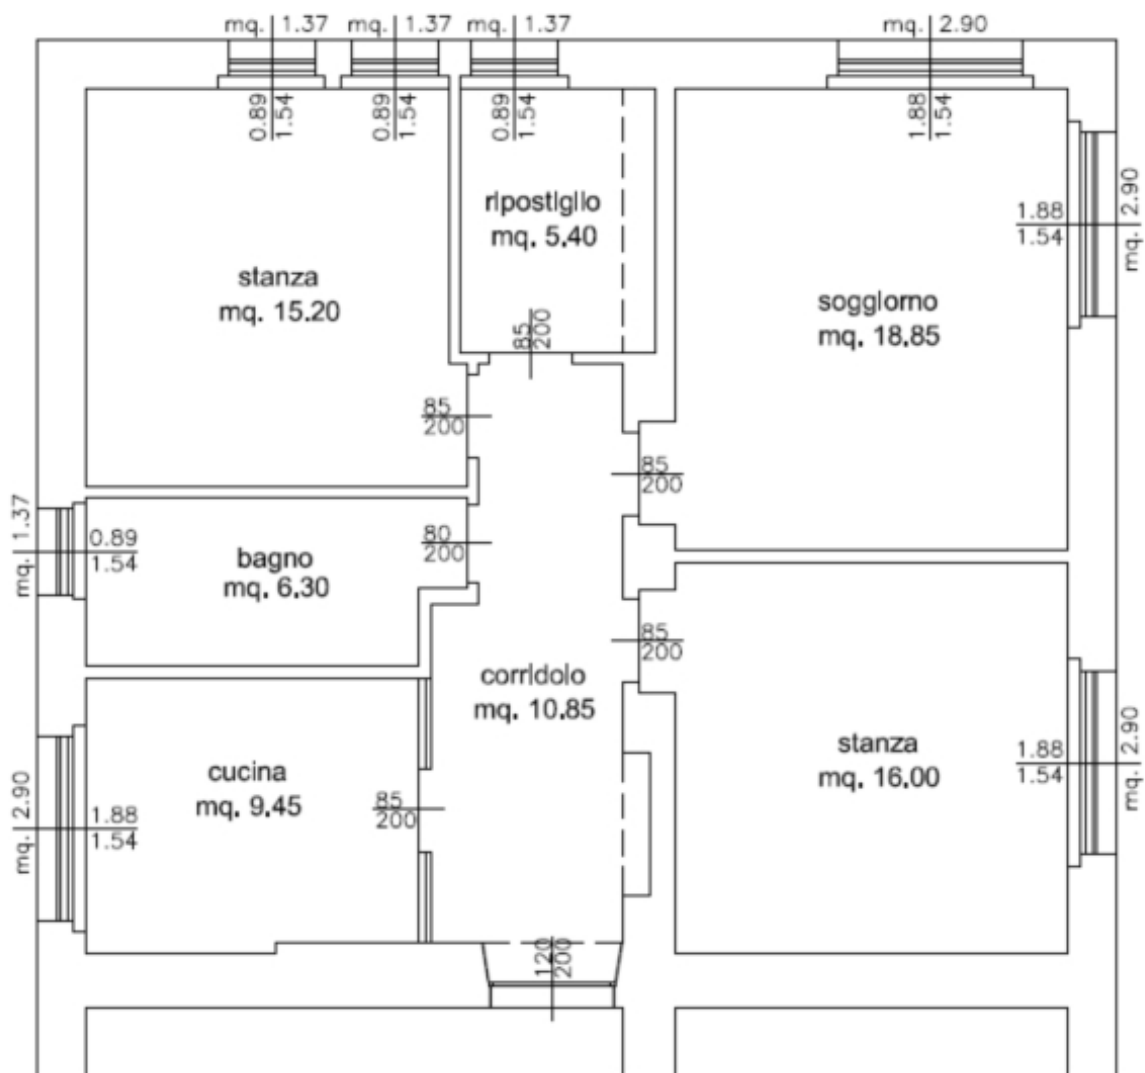 mq. 1.37
mq. 1.37
mq. 1.37
mq. 2.90
0.89
1.54
0.89
1.54
0.89
1.54
1.88
1.54
ripostiglio
mq. 5.40
mq. 2.90
1.88
1.54
stanza
mq. 15.20
soggiorno
mq. 18.85
85
200
85
200
85
200
mq. 1.37
0.89
1.54
bagno
mq. 6.30
80
200
85
200
corridoio
mq. 10.85
stanza
mq. 16.00
1.88
1.54
mq. 2.90
cucina
mq. 9.45
85
200
mq. 2.90
1.88
1.54
120
200